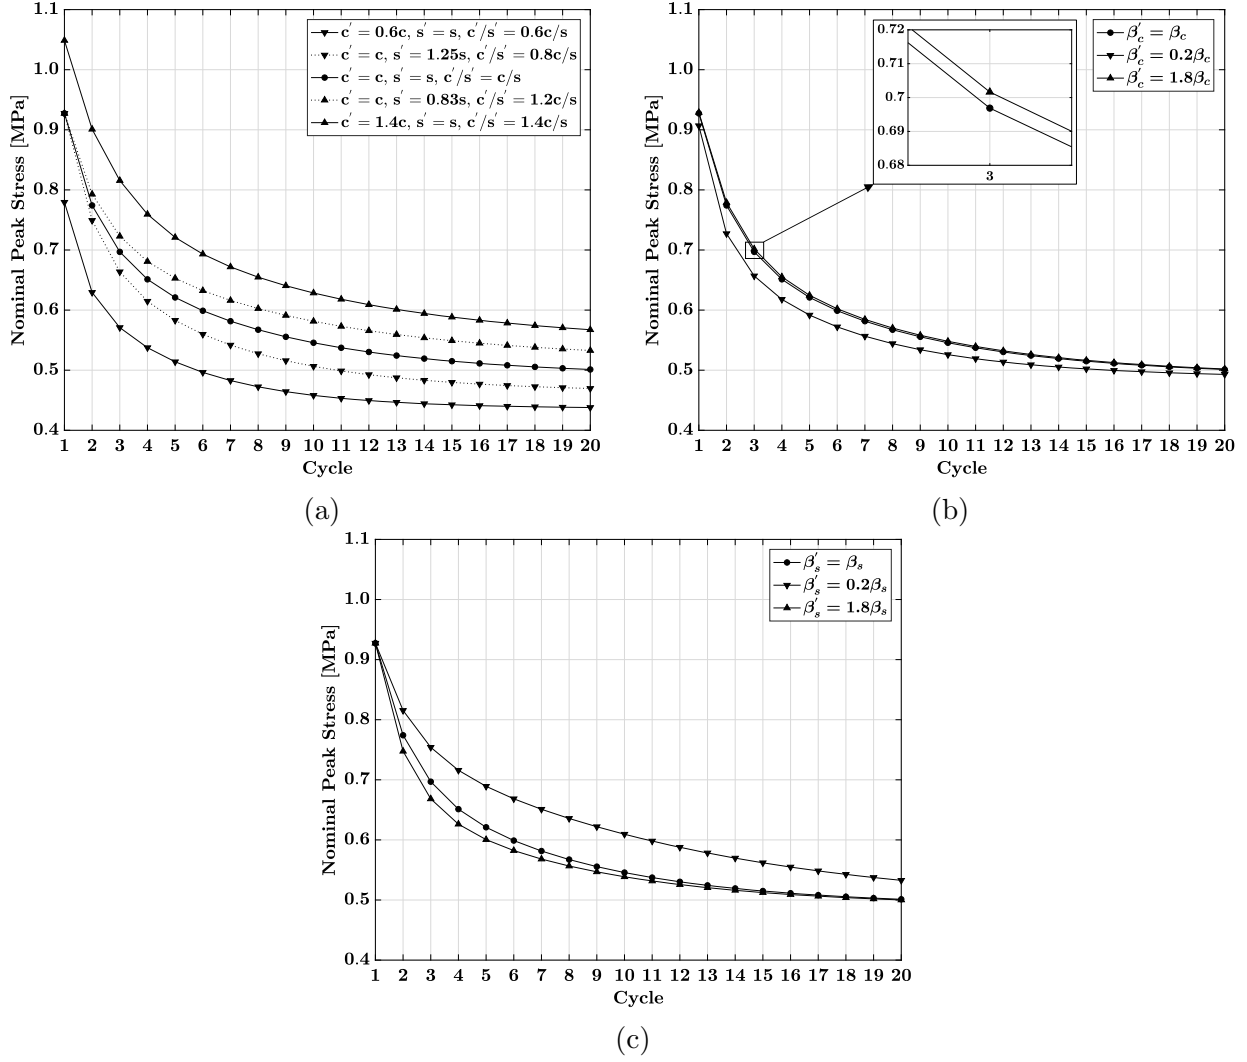 1.1
1.0
0.9
0.8
0.7
0.6
0.5
0.4
Nominal Peak Stress [MPa]
c′ = 0.6c, s′ = s, c′/s′ = 0.6c/s
c′ = c, s′ = 1.25s, c′/s′ = 0.8c/s
c′ = c, s′ = s, c′/s′ = c/s
c′ = c, s′ = 0.83s, c′/s′ = 1.2c/s
c′ = 1.4c, s′ = s, c′/s′ = 1.4c/s
1 2 3 4 5 6 7 8 9 10 11 12 13 14 15 16 17 18 19 20
Cycle
(a)
1.1
1.0
0.9
0.8
0.7
0.6
0.5
0.4
Nominal Peak Stress [MPa]
0.72
0.71
0.7
0.69
0.68
3
β′c = βc
β′c = 0.2βc
β′c = 1.8βc
1 2 3 4 5 6 7 8 9 10 11 12 13 14 15 16 17 18 19 20
Cycle
(b)
1.1
1.0
0.9
0.8
0.7
0.6
0.5
0.4
Nominal Peak Stress [MPa]
β′s = βs
β′s = 0.2βs
β′s = 1.8βs
1 2 3 4 5 6 7 8 9 10 11 12 13 14 15 16 17 18 19 20
Cycle
(c)